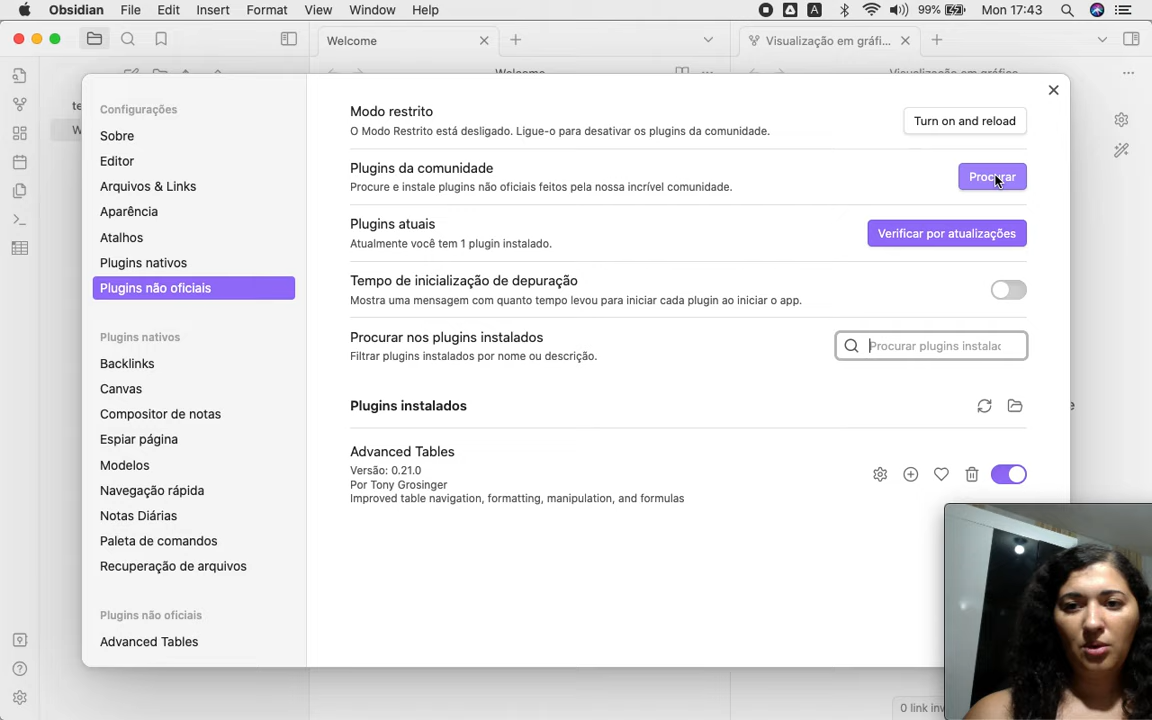 Obsidian File Edit Insert Format View Window Help A 99% Mon 17:43
Welcome
Visualização em gráfi...
Configurações
Sobre
Editor
Arquivos & Links
Aparência
Atalhos
Plugins nativos
Plugins não oficiais
Plugins nativos
Backlinks
Canvas
Compositor de notas
Espiar página
Modelos
Navegação rápida
Notas Diárias
Paleta de comandos
Recuperação de arquivos
Plugins não oficiais
Advanced Tables
Modo restrito
O Modo Restrito está desligado. Ligue-o para desativar os plugins da comunidade.
Turn on and reload
Plugins da comunidade
Procure e instale plugins não oficiais feitos pela nossa incrível comunidade.
Procurar
Plugins atuais
Atualmente você tem 1 plugin instalado.
Verificar por atualizações
Tempo de inicialização de depuração
Mostra uma mensagem com quanto tempo levou para iniciar cada plugin ao iniciar o app.
Procurar nos plugins instalados
Filtrar plugins instalados por nome ou descrição.
Procurar plugins instalac
Plugins instalados
Advanced Tables
Versão: 0.21.0
Por Tony Grosinger
Improved table navigation, formatting, manipulation, and formulas
0 link inv